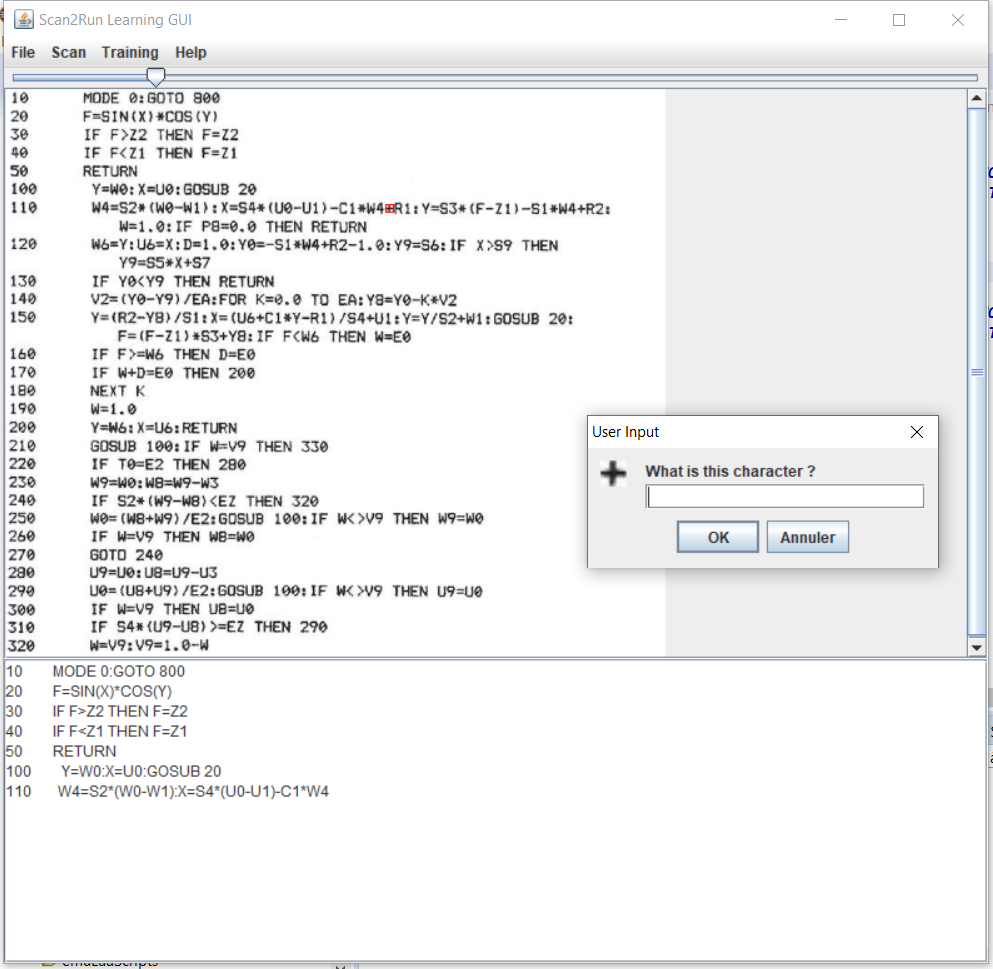 Scan2Run Learning GUI
File Scan Training Help
10 MODE 0:GOTO 800
20 F=SIN(X)*COS(Y)
30 IF F>Z2 THEN F=Z2
40 IF F<Z1 THEN F=Z1
50 RETURN
100 Y=W0:X=U0:GOSUB 20
110 W4=S2*(W0-W1):X=S4*(U0-U1)-C1*W4+R1:Y=S3*(F-Z1)-S1*W4+R2:
W=1.0:IF P8=0.0 THEN RETURN
120 W6=Y:U6=X:D=1.0:Y0=-S1*W4+R2-1.0:Y9=S6:IF X>S9 THEN
Y9=S5*X+S7
130 IF Y0<Y9 THEN RETURN
140 V2=(Y0-Y9)/EA:FOR K=0.0 TO EA:Y8=Y0-K*V2
150 Y=(R2-Y8)/S1:X=(U6+C1*Y-R1)/S4+U1:Y=Y/S2+W1:GOSUB 20:
F=(F-Z1)*S3+Y8:IF F<W6 THEN W=E0
160 IF F>=W6 THEN D=E0
170 IF W+D=E0 THEN 200
180 NEXT K
190 W=1.0
200 Y=W6:X=U6:RETURN
210 GOSUB 100:IF W=V9 THEN 330
220 IF T0=E2 THEN 280
230 W9=W0:W8=W9-W3
240 IF S2*(W9-W8)<EZ THEN 320
250 W0=(W8+W9)/E2:GOSUB 100:IF W<>V9 THEN W9=W0
260 IF W=V9 THEN W8=W0
270 GOTO 240
280 U9=U0:U8=U9-U3
290 U0=(U8+U9)/E2:GOSUB 100:IF W<>V9 THEN U9=U0
300 IF W=V9 THEN U8=U0
310 IF S4*(U9-U8)>=EZ THEN 290
320 W=V9:V9=1.0-W
User Input
+ What is this character ?
OK Annuler
10 MODE 0:GOTO 800
20 F=SIN(X)*COS(Y)
30 IF F>Z2 THEN F=Z2
40 IF F<Z1 THEN F=Z1
50 RETURN
100 Y=W0:X=U0:GOSUB 20
110 W4=S2*(W0-W1):X=S4*(U0-U1)-C1*W4